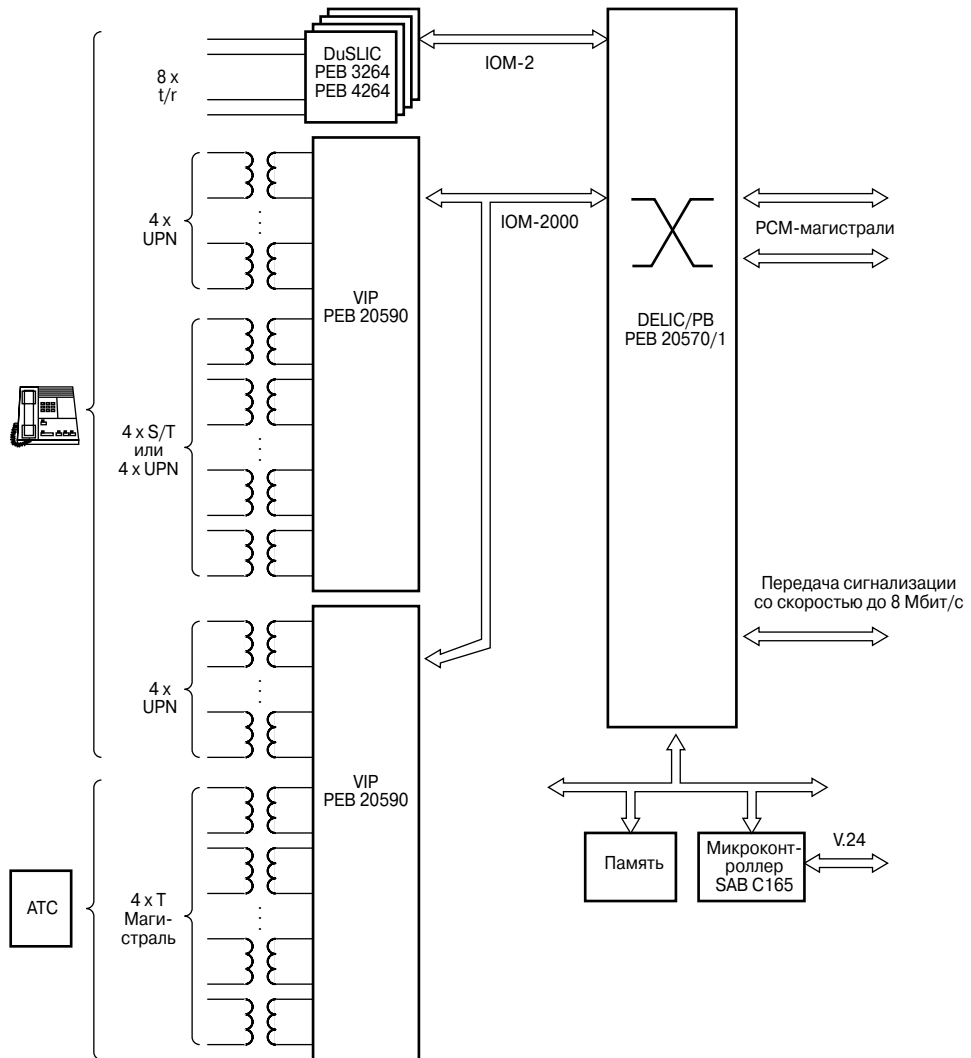 8 x
t/r
DuSLIC
PEB 3264
PEB 4264
IOM-2
4 x
UPN
VIP
PEB 20590
IOM-2000
PCM-магистрали
DELIC/PB
PEB 20570/1
4 x S/T
или
4 x UPN
Передача сигнализации
со скоростью до 8 Мбит/с
4 x
UPN
VIP
PEB 20590
Память
Микроконт-
роллер
SAB C165
V.24
АТС
4 x T
Маги-
страль